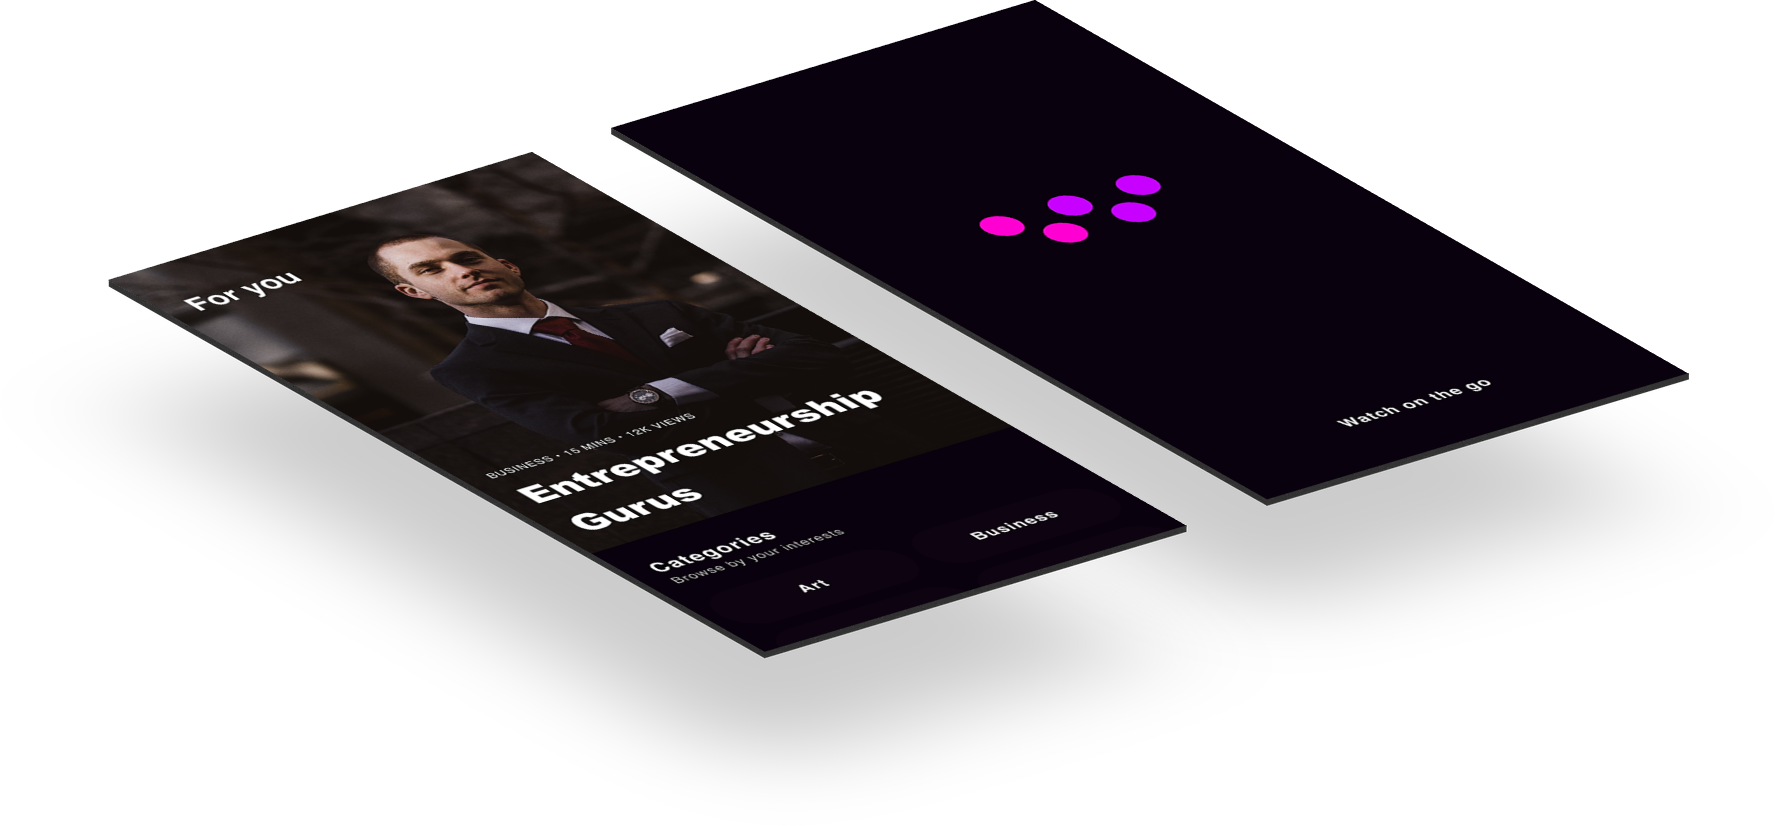 For you
BUSINESS • 15 MINS • 12K VIEWS
Entrepreneurship
Gurus
Categories
Browse by your interests
Art
Business
Watch on the go